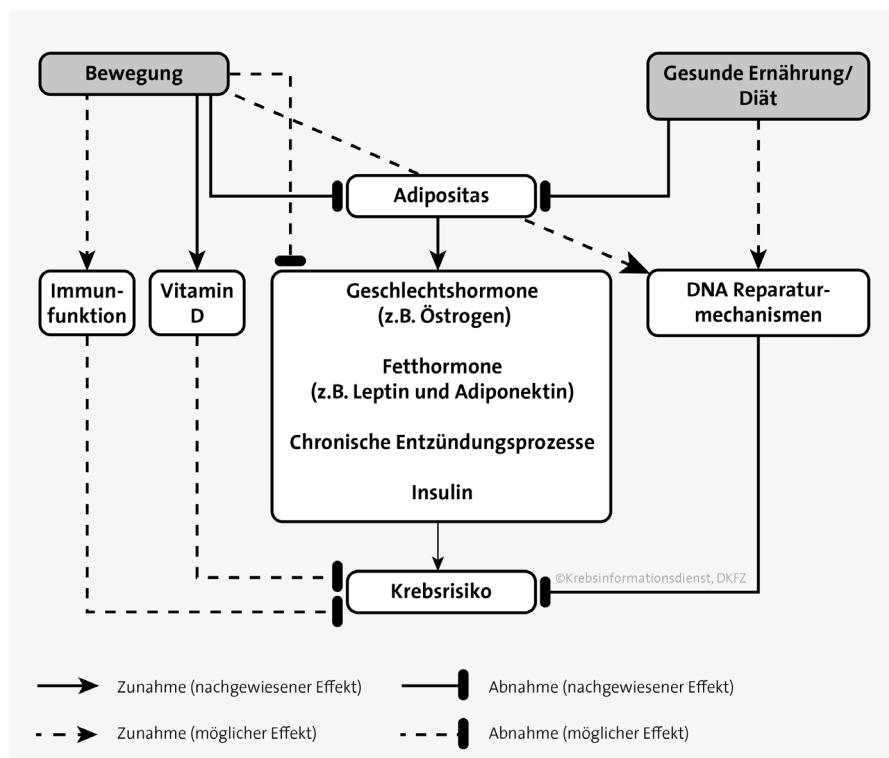 Bewegung
Gesunde Ernährung/
Diät
Adipositas
Immun-
funktion
Vitamin
D
Geschlechtshormone
(z.B. Östrogen)
Fetthormone
(z.B. Leptin und Adiponektin)
Chronische Entzündungsprozesse
Insulin
DNA Reparatur-
mechanismen
©Krebsinformationsdienst, DKFZ
Krebsrisiko
Zunahme (nachgewiesener Effekt)
Abnahme (nachgewiesener Effekt)
Zunahme (möglicher Effekt)
Abnahme (möglicher Effekt)